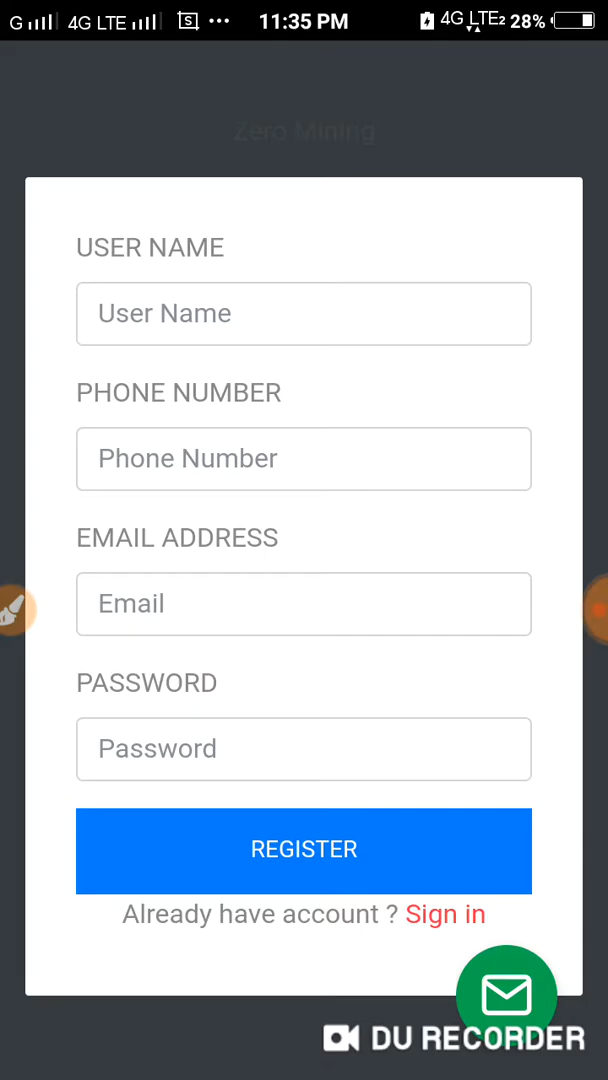 G 4G LTE S 11:35 PM 4G LTE2 28%
Zero Mining
USER NAME
User Name
PHONE NUMBER
Phone Number
EMAIL ADDRESS
Email
PASSWORD
Password
REGISTER
Already have account ? Sign in
DU RECORDER